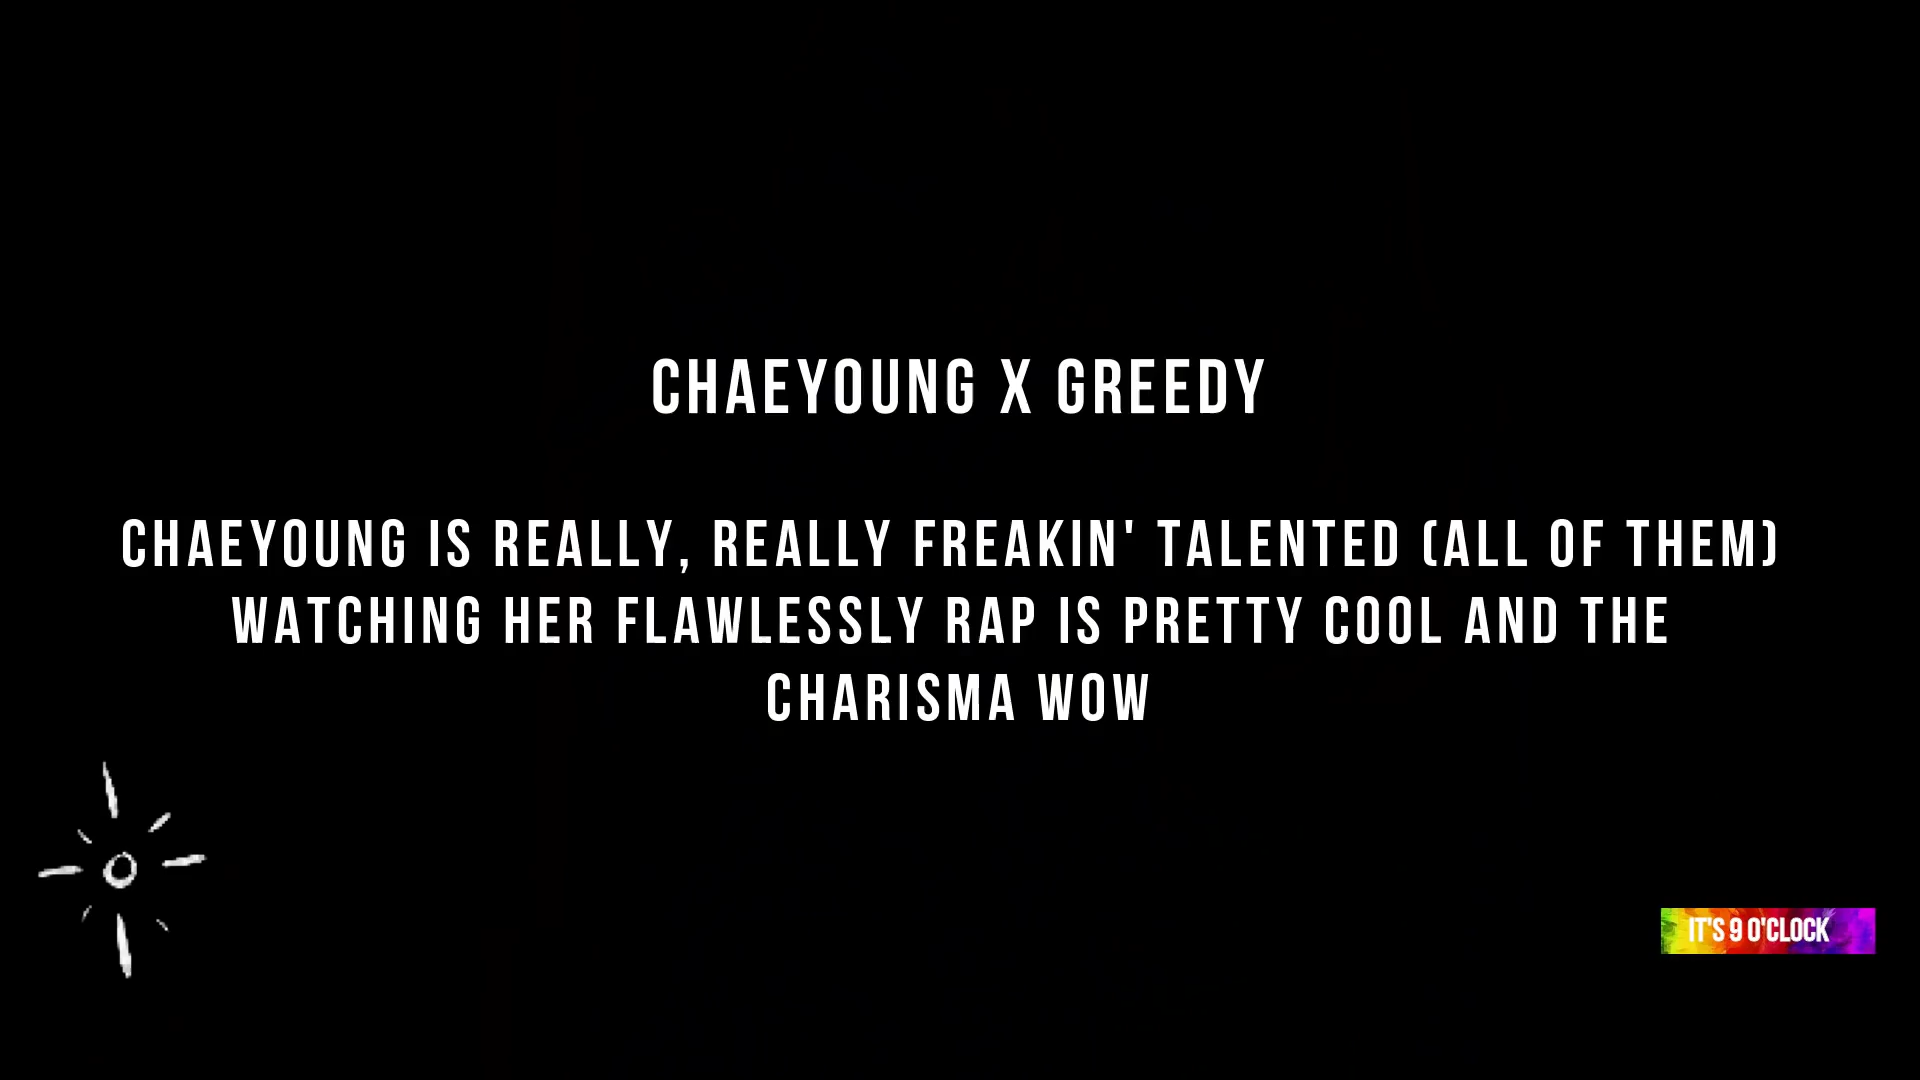 CHAEYOUNG X GREEDY
CHAEYOUNG IS REALLY, REALLY FREAKIN' TALENTED (ALL OF THEM)
WATCHING HER FLAWLESSLY RAP IS PRETTY COOL AND THE
CHARISMA WOW
IT'S 9 O'CLOCK